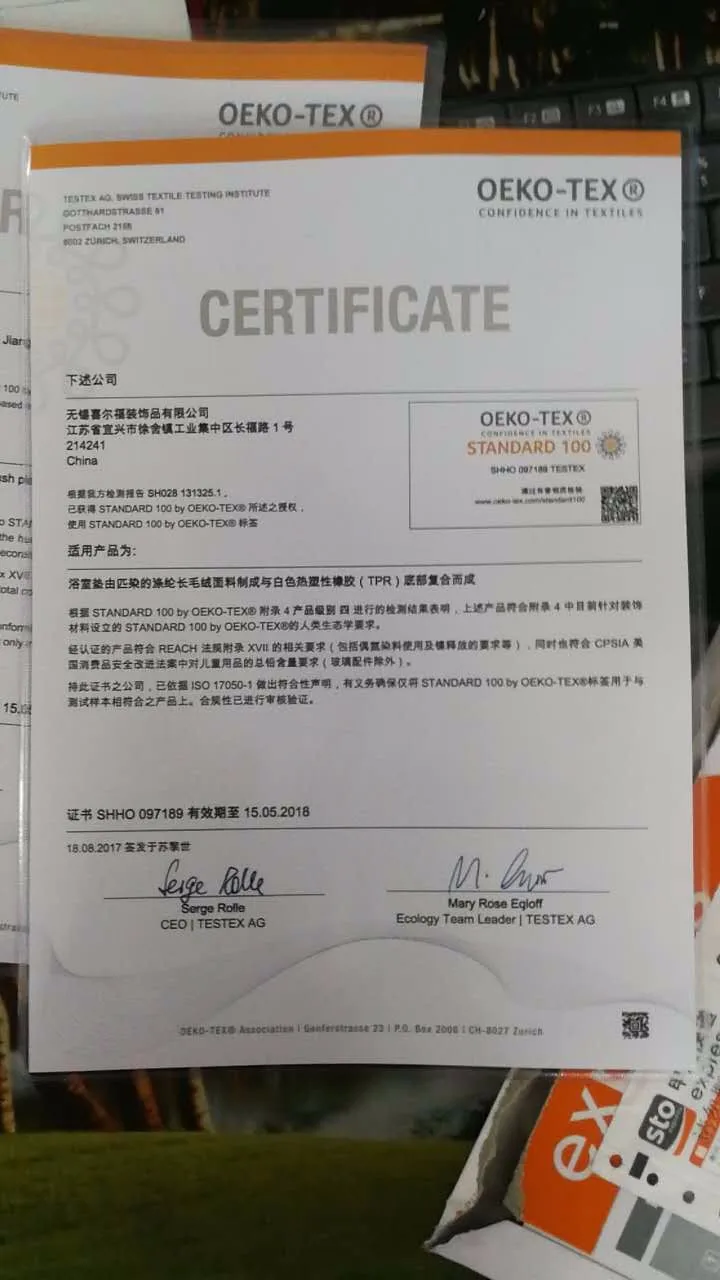 OEKO-TEX®
TESTEX AG, SWISS TEXTILE TESTING INSTITUTE
GOTTHARDSTRASSE 61
POSTFACH 2156
8002 ZÜRICH, SWITZERLAND
OEKO-TEX®
CONFIDENCE IN TEXTILES
CERTIFICATE
下述公司
无锡喜尔福装饰品有限公司
江苏省宜兴市徐舍镇工业集中区长福路 1 号
214241
China
OEKO-TEX®
CONFIDENCE IN TEXTILES
STANDARD 100
SHHO 097189 TESTEX
www.oeko-tex.com/standard100
根据我方检测报告 SH028 131325.1，
已获得 STANDARD 100 by OEKO-TEX® 所述之授权，
使用 STANDARD 100 by OEKO-TEX® 标签
适用产品为:
浴室垫由匹染的涤纶长毛绒面料制成与白色热塑性橡胶（TPR）底部复合而成
根据 STANDARD 100 by OEKO-TEX® 附录 4 产品级别 四 进行的检测结果表明，上述产品符合附录 4 中目前针对装饰
材料设立的 STANDARD 100 by OEKO-TEX®的人类生态学要求。
经认证的产品符合 REACH 法规附录 XVII 的相关要求（包括偶氮染料使用及镍释放的要求等），同时也符合 CPSIA 美
国消费品安全改进法案中对儿童用品的总铅含量要求（玻璃配件除外）。
持此证书之公司，已依据 ISO 17050-1 做出符合性声明，有义务确保仅将 STANDARD 100 by OEKO-TEX®标签用于与
测试样本相符合之产品上。合规性已进行审核验证。
证书 SHHO 097189 有效期至 15.05.2018
18.08.2017 签发于苏黎世
Serge Rolle
Serge Rolle
CEO | TESTEX AG
Mary Rose Eqloff
Ecology Team Leader | TESTEX AG
OEKO-TEX® Association | Genferstrasse 23 | P.O. Box 2006 | CH-8027 Zurich
ex
sto
express